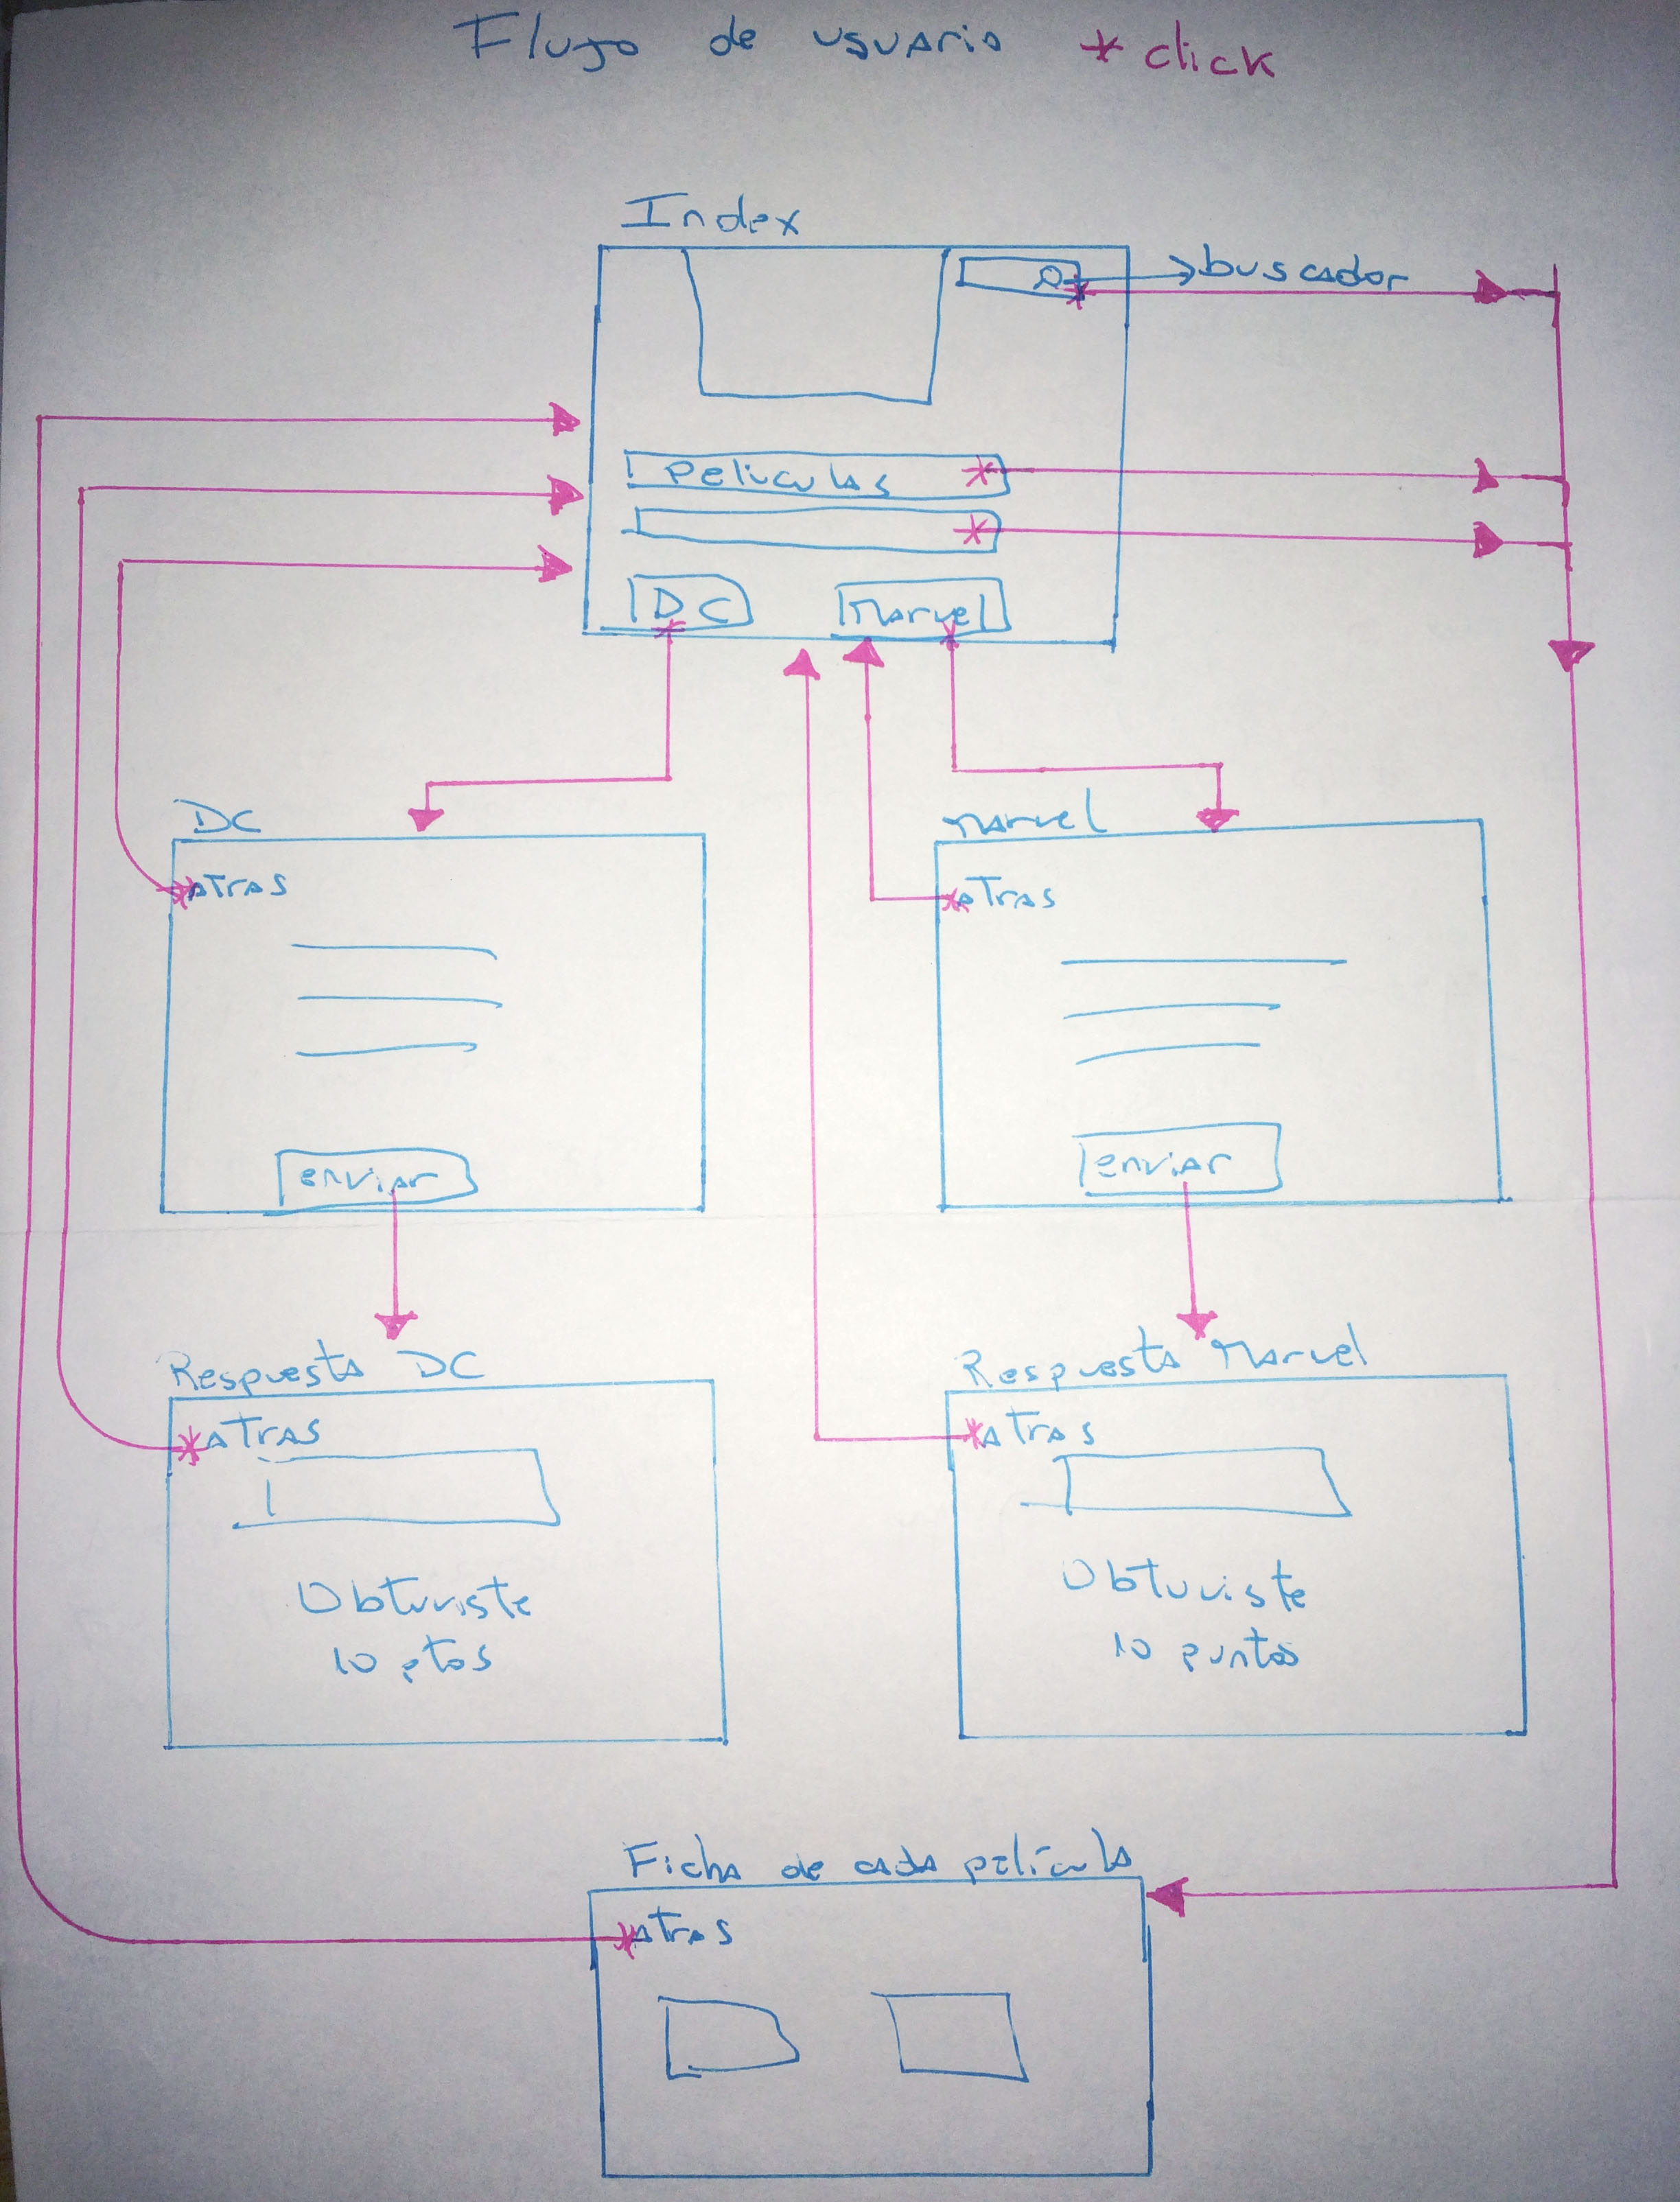 Flujo de usuario * click
Index
buscador
Peliculas
DC
Marvel
DC
Marvel
atras
atras
enviar
enviar
Respuesta DC
Respuesta Marvel
atras
atras
Obtuviste
10 ptos
Obtuviste
10 puntos
Ficha de cada película
atras